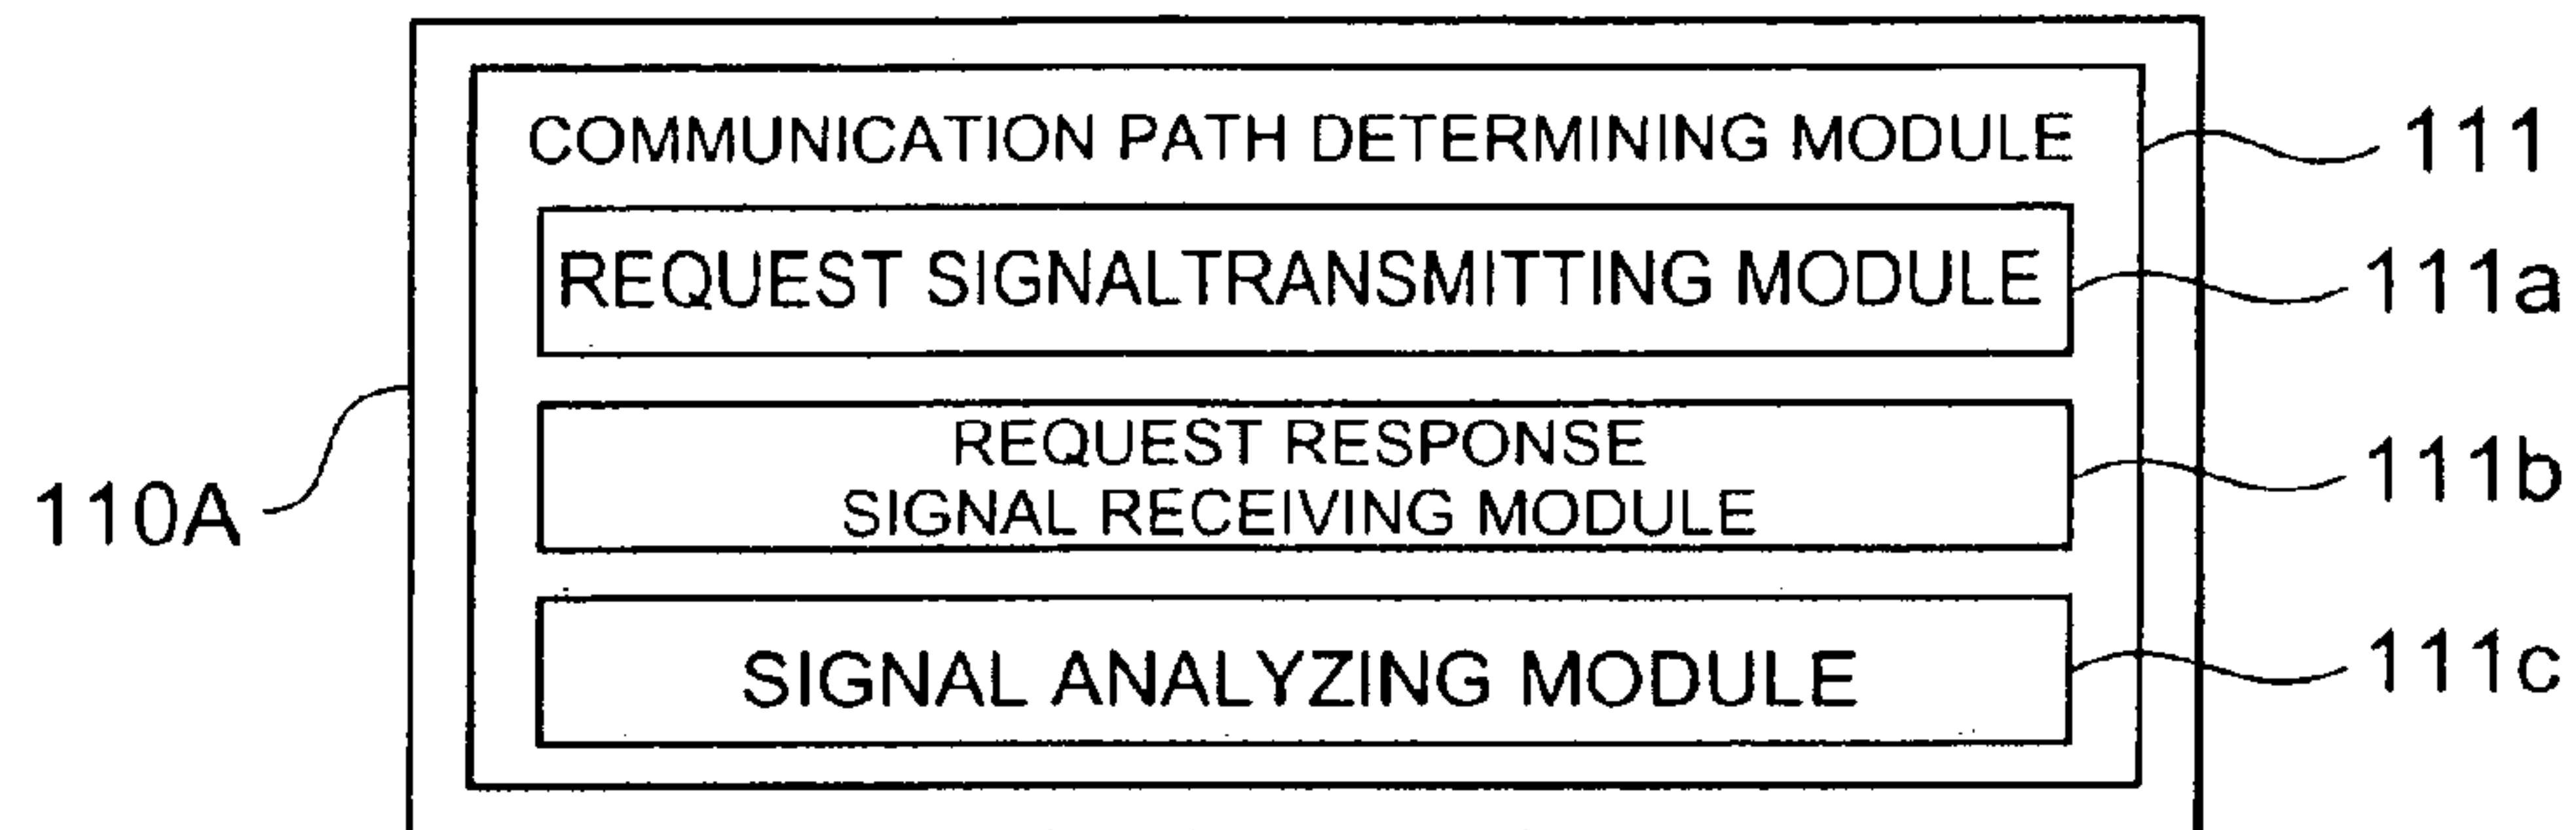 COMMUNICATION PATH DETERMINING MODULE
111
REQUEST SIGNALTRANSMITTING MODULE
111a
REQUEST RESPONSE
SIGNAL RECEIVING MODULE
111b
110A
SIGNAL ANALYZING MODULE
111c